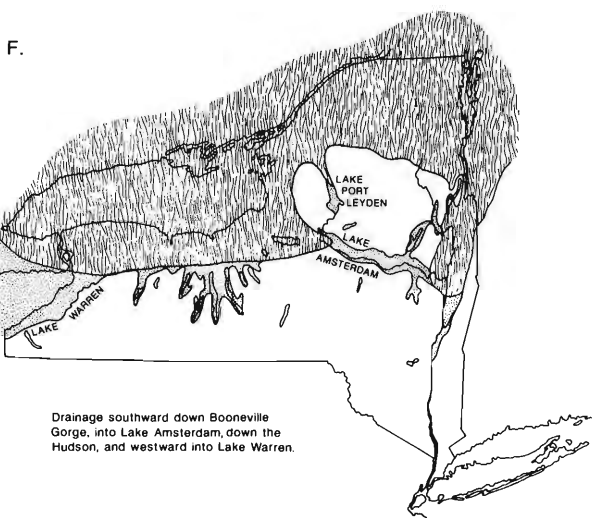 F.
LAKE
PORT
LEYDEN
LAKE
AMSTERDAM
LAKE WARREN
Drainage southward down Booneville
Gorge, into Lake Amsterdam, down the
Hudson, and westward into Lake Warren.